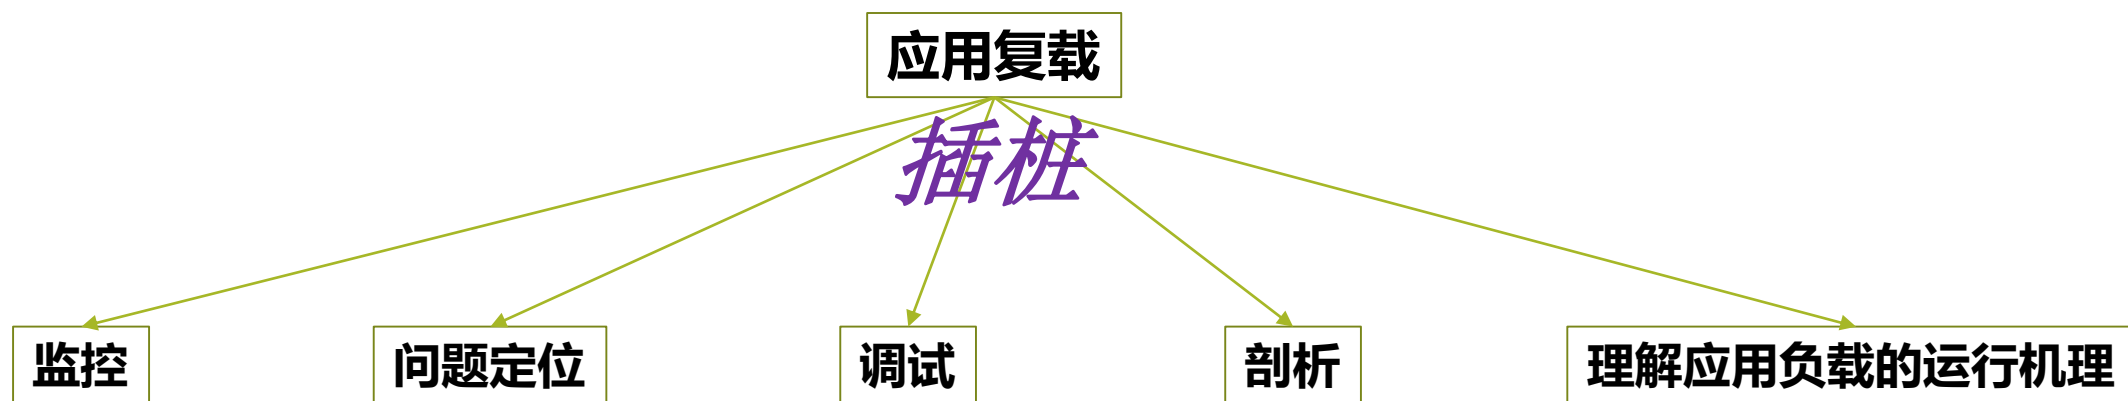 应用复载
插桩
监控
问题定位
调试
剖析
理解应用负载的运行机理